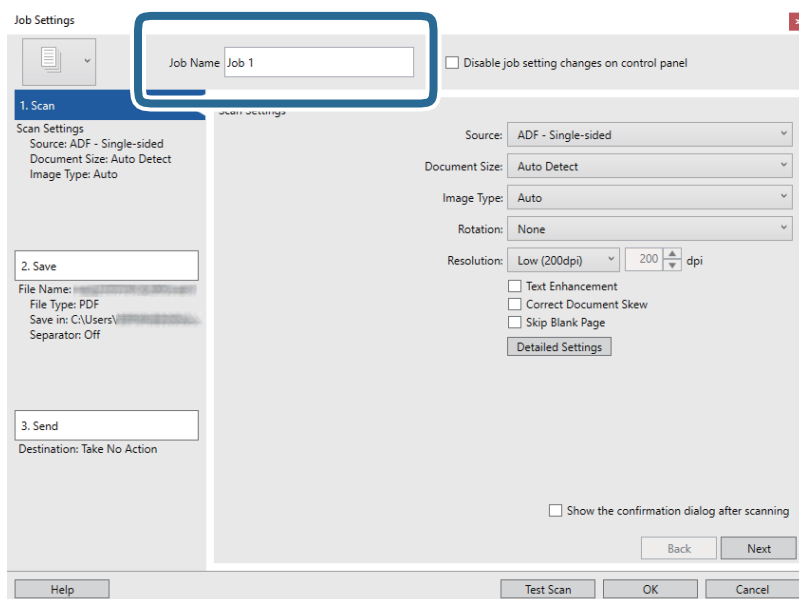 Job Settings
Job Name Job 1
Disable job setting changes on control panel
1. Scan
Scan Settings
Source: ADF - Single-sided
Document Size: Auto Detect
Image Type: Auto
2. Save
File Name:
File Type: PDF
Save in: C:\Users\
Separator: Off
3. Send
Destination: Take No Action
Scan Settings
Source: ADF - Single-sided
Document Size: Auto Detect
Image Type: Auto
Rotation: None
Resolution: Low (200dpi) 200 dpi
Text Enhancement
Correct Document Skew
Skip Blank Page
Detailed Settings
Show the confirmation dialog after scanning
Back Next
Help Test Scan OK Cancel